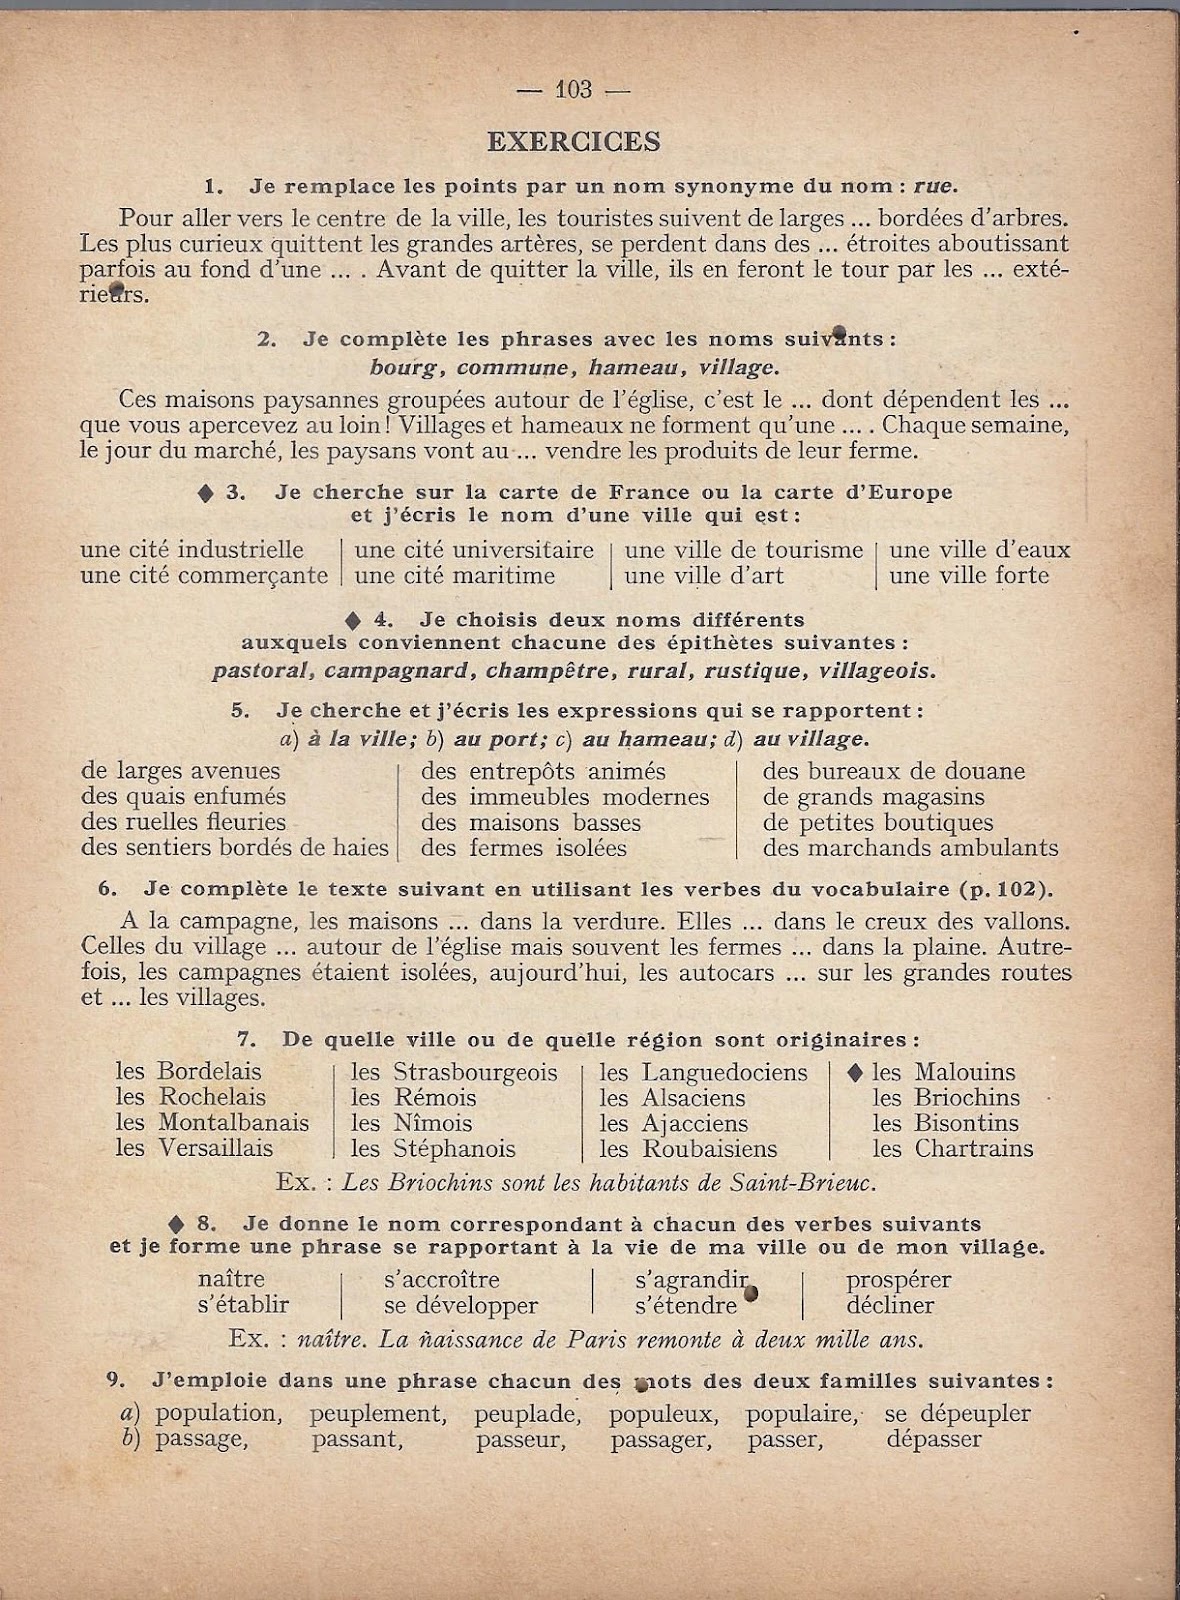 — 103 —
EXERCICES
1. Je remplace les points par un nom synonyme du nom : rue.
Pour aller vers le centre de la ville, les touristes suivent de larges ... bordées d'arbres.
Les plus curieux quittent les grandes artères, se perdent dans des ... étroites aboutissant
parfois au fond d'une ... . Avant de quitter la ville, ils en feront le tour par les ... exté-
rieurs.
2. Je complète les phrases avec les noms suivants :
bourg, commune, hameau, village.
Ces maisons paysannes groupées autour de l'église, c'est le ... dont dépendent les ...
que vous apercevez au loin ! Villages et hameaux ne forment qu'une ... . Chaque semaine,
le jour du marché, les paysans vont au ... vendre les produits de leur ferme.
♦ 3. Je cherche sur la carte de France ou la carte d'Europe
et j'écris le nom d'une ville qui est :
une cité industrielle | une cité universitaire | une ville de tourisme | une ville d'eaux
une cité commerçante | une cité maritime | une ville d'art | une ville forte
♦ 4. Je choisis deux noms différents
auxquels conviennent chacune des épithètes suivantes :
pastoral, campagnard, champêtre, rural, rustique, villageois.
5. Je cherche et j'écris les expressions qui se rapportent :
a) à la ville; b) au port; c) au hameau; d) au village.
de larges avenues | des entrepôts animés | des bureaux de douane
des quais enfumés | des immeubles modernes | de grands magasins
des ruelles fleuries | des maisons basses | de petites boutiques
des sentiers bordés de haies | des fermes isolées | des marchands ambulants
6. Je complète le texte suivant en utilisant les verbes du vocabulaire (p. 102).
A la campagne, les maisons ... dans la verdure. Elles ... dans le creux des vallons.
Celles du village ... autour de l'église mais souvent les fermes ... dans la plaine. Autre-
fois, les campagnes étaient isolées, aujourd'hui, les autocars ... sur les grandes routes
et ... les villages.
7. De quelle ville ou de quelle région sont originaires :
les Bordelais | les Strasbourgeois | les Languedociens | ♦ les Malouins
les Rochelais | les Rémois | les Alsaciens | les Briochins
les Montalbanais | les Nîmois | les Ajacciens | les Bisontins
les Versaillais | les Stéphanois | les Roubaisiens | les Chartrains
Ex. : Les Briochins sont les habitants de Saint-Brieuc.
♦ 8. Je donne le nom correspondant à chacun des verbes suivants
et je forme une phrase se rapportant à la vie de ma ville ou de mon village.
naître | s'accroître | s'agrandir | prospérer
s'établir | se développer | s'étendre | décliner
Ex. : naître. La naissance de Paris remonte à deux mille ans.
9. J'emploie dans une phrase chacun des mots des deux familles suivantes :
a) population, peuplement, peuplade, populeux, populaire, se dépeupler
b) passage, passant, passeur, passager, passer, dépasser